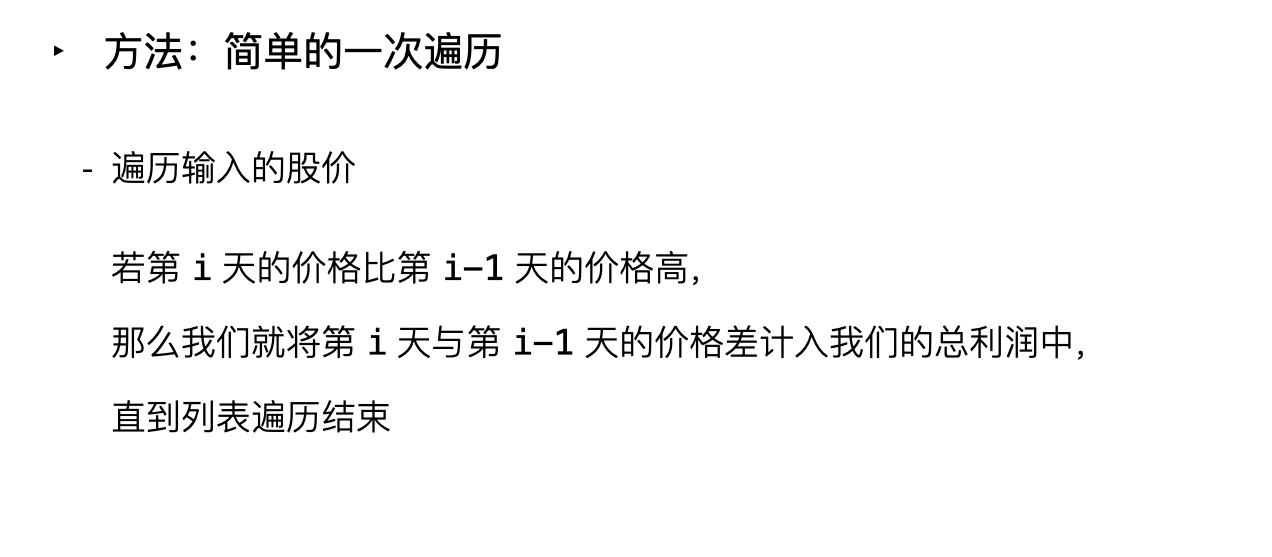 ▸ 方法：简单的一次遍历
- 遍历输入的股价
若第 i 天的价格比第 i-1 天的价格高，
那么我们就将第 i 天与第 i-1 天的价格差计入我们的总利润中，
直到列表遍历结束